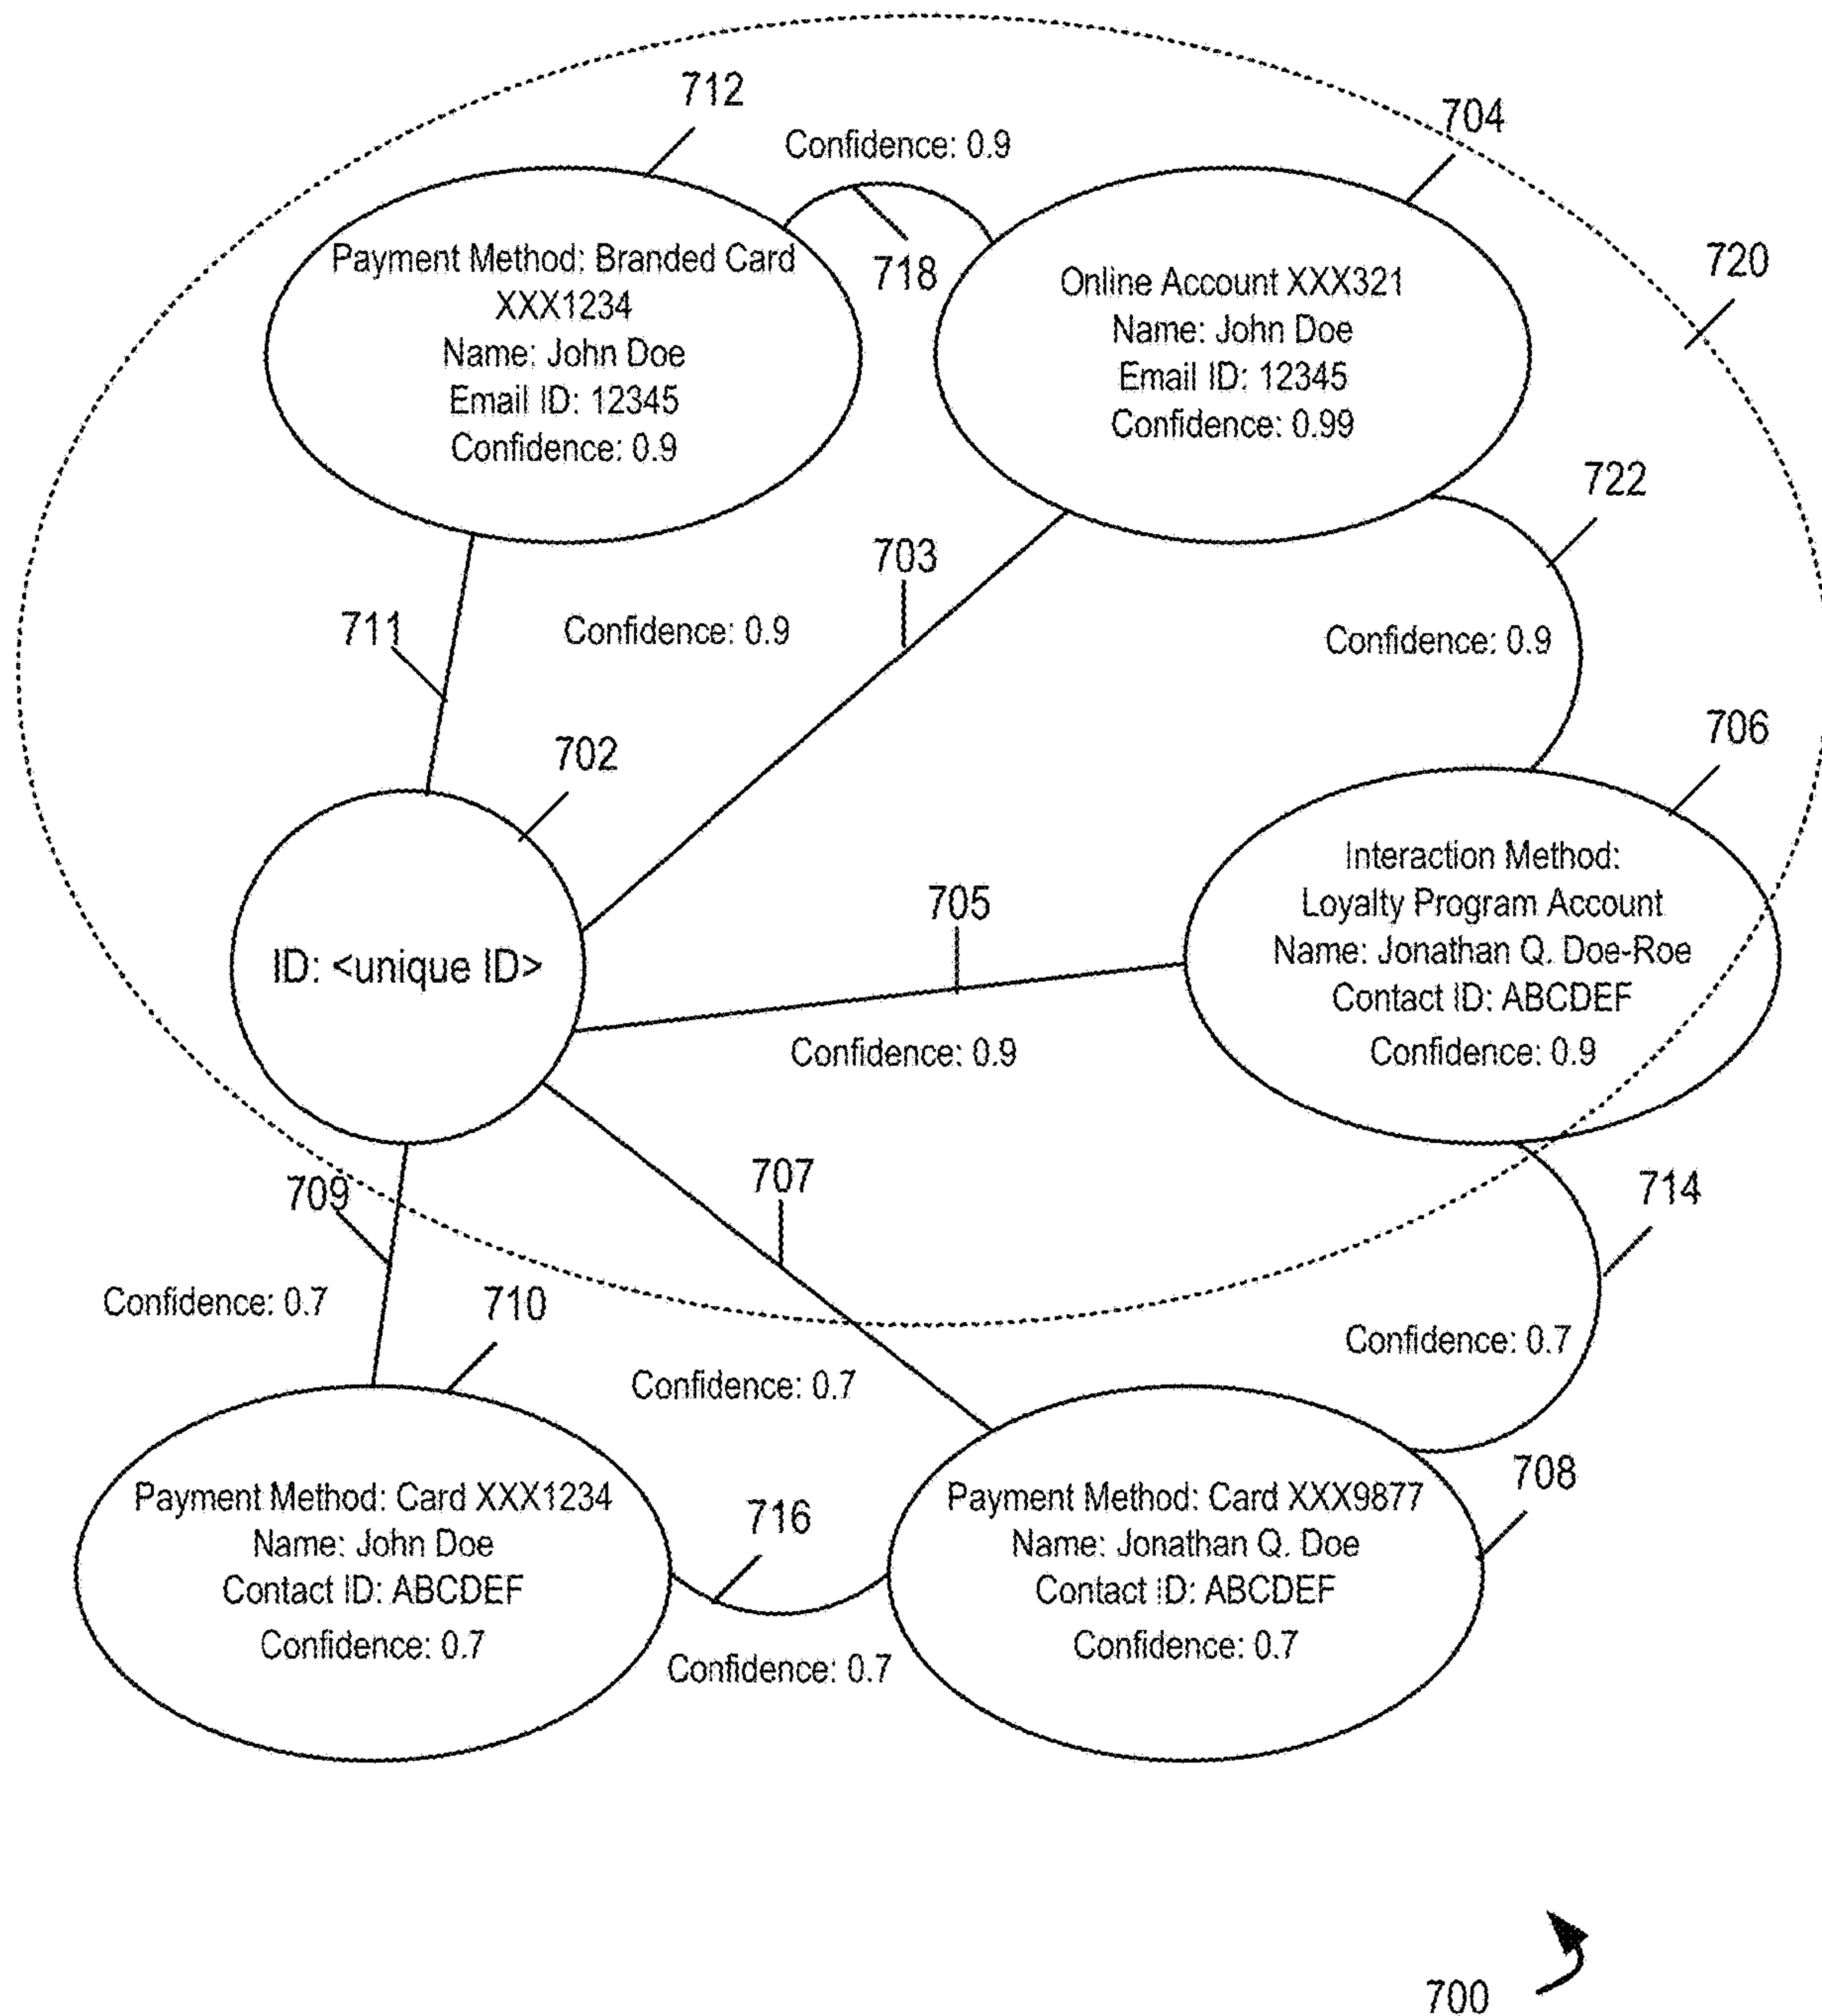 712
704
Confidence: 0.9
Payment Method: Branded Card
XXX1234
Name: John Doe
Email ID: 12345
Confidence: 0.9
718
Online Account XXX321
Name: John Doe
Email ID: 12345
Confidence: 0.99
720
722
703
711
Confidence: 0.9
Confidence: 0.9
702
706
ID: <unique ID>
705
Confidence: 0.9
Interaction Method:
Loyalty Program Account
Name: Jonathan Q. Doe-Roe
Contact ID: ABCDEF
Confidence: 0.9
709
707
714
Confidence: 0.7
710
Confidence: 0.7
Confidence: 0.7
Payment Method: Card XXX1234
Name: John Doe
Contact ID: ABCDEF
Confidence: 0.7
716
Confidence: 0.7
Payment Method: Card XXX9877
Name: Jonathan Q. Doe
Contact ID: ABCDEF
Confidence: 0.7
708
700